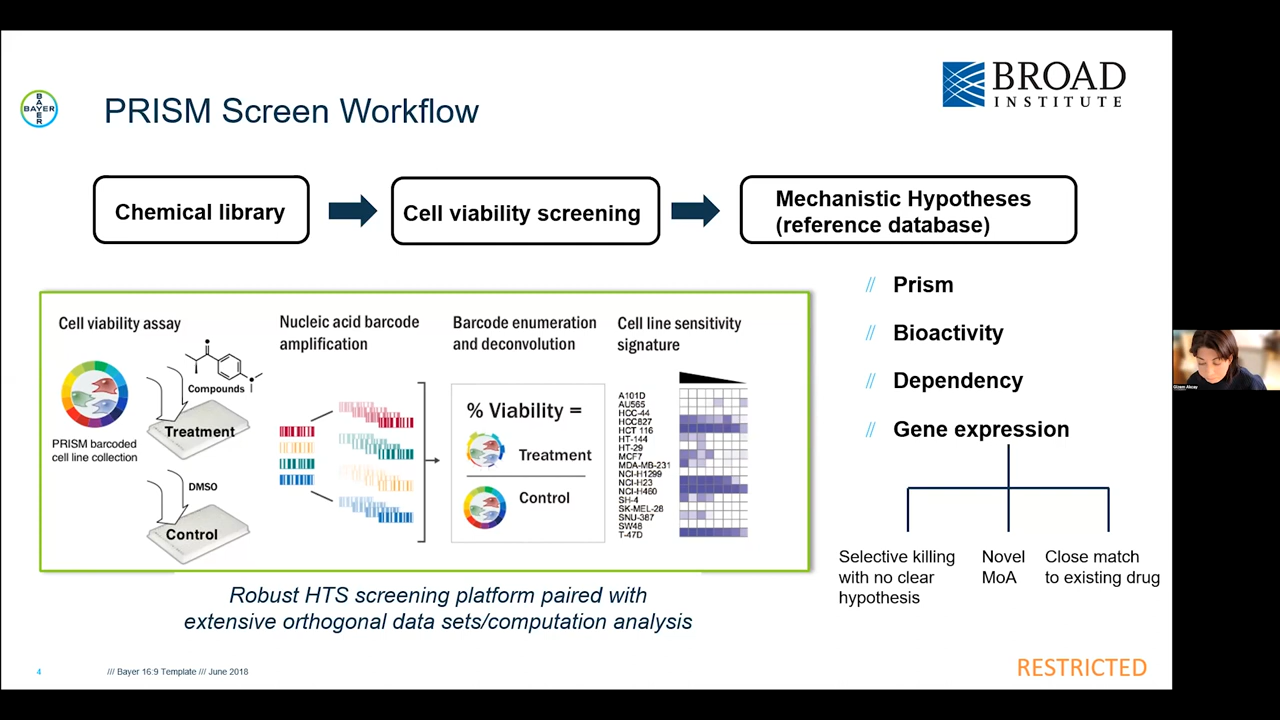 BROAD
INSTITUTE
BAYER
BAYER
PRISM Screen Workflow
Chemical library
Cell viability screening
Mechanistic Hypotheses
(reference database)
Cell viability assay
Compounds
Treatment
PRISM barcoded
cell line collection
DMSO
Control
Nucleic acid barcode
amplification
Barcode enumeration
and deconvolution
% Viability =
Treatment
Control
Cell line sensitivity
signature
A101D
AU565
HCC-44
HCC827
HCT 116
HT-144
HT-29
MCF7
MDA-MB-231
NCI-H1299
NCI-H23
NCI-H460
SH-4
SK-MEL-28
SNU-387
SW48
T-47D
// Prism
// Bioactivity
// Dependency
// Gene expression
Selective killing
with no clear
hypothesis
Novel
MoA
Close match
to existing drug
Robust HTS screening platform paired with
extensive orthogonal data sets/computation analysis
4
/// Bayer 16:9 Template /// June 2018
RESTRICTED
Gizem Akcay